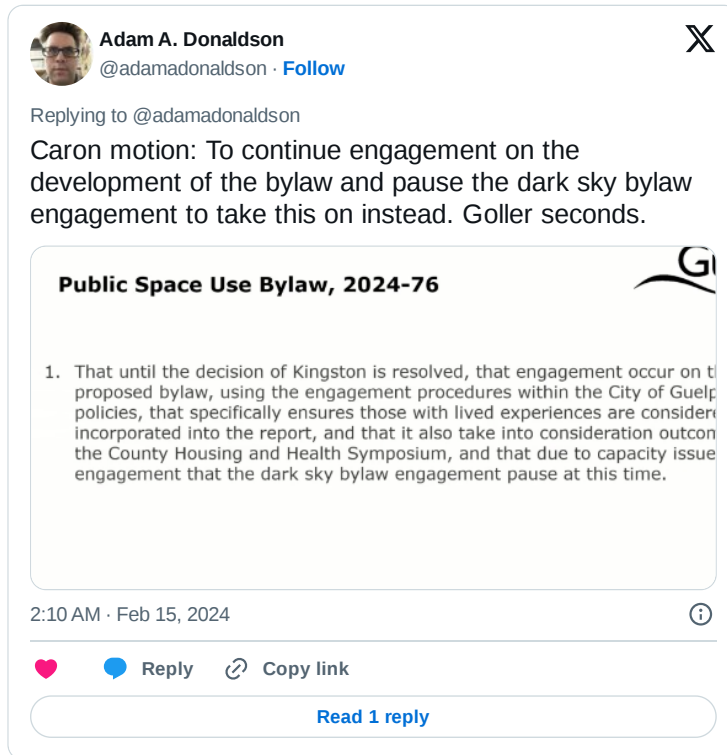 Adam A. Donaldson
@adamadonaldson · Follow
Replying to @adamadonaldson
Caron motion: To continue engagement on the
development of the bylaw and pause the dark sky bylaw
engagement to take this on instead. Goller seconds.
Public Space Use Bylaw, 2024-76
1. That until the decision of Kingston is resolved, that engagement occur on
proposed bylaw, using the engagement procedures within the City of
policies, that specifically ensures those with lived experiences are
incorporated into the report, and that it also take into consideration
the County Housing and Health Symposium, and that due to capacity
engagement that the dark sky bylaw engagement pause at this time.
2:10 AM · Feb 15, 2024
Reply
Copy link
Read 1 reply